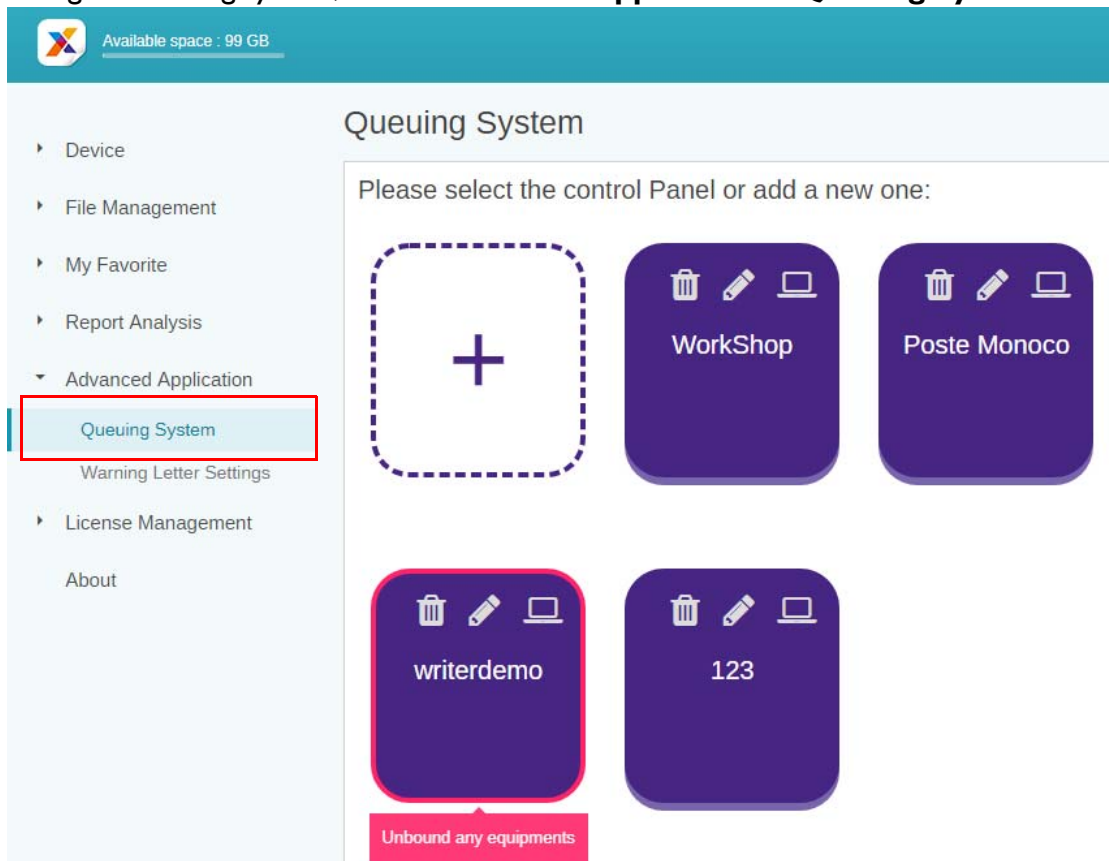 Available space : 99 GB
Device
File Management
My Favorite
Report Analysis
Advanced Application
Queuing System
Warning Letter Settings
License Management
About
Queuing System
Please select the control Panel or add a new one:
WorkShop
Poste Monoco
writerdemo
123
Unbound any equipments